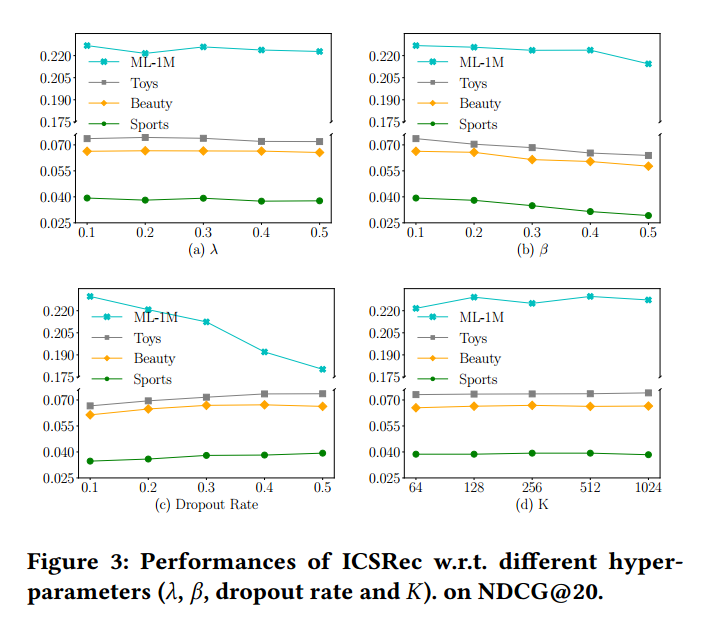 0.220
0.205
0.190
0.175
0.070
0.055
0.040
0.025
ML-1M
Toys
Beauty
Sports
0.1 0.2 0.3 0.4 0.5
(a) λ
0.220
0.205
0.190
0.175
0.070
0.055
0.040
0.025
ML-1M
Toys
Beauty
Sports
0.1 0.2 0.3 0.4 0.5
(b) β
0.220
0.205
0.190
0.175
0.070
0.055
0.040
0.025
ML-1M
Toys
Beauty
Sports
0.1 0.2 0.3 0.4 0.5
(c) Dropout Rate
0.220
0.205
0.190
0.175
0.070
0.055
0.040
0.025
ML-1M
Toys
Beauty
Sports
64 128 256 512 1024
(d) K
Figure 3: Performances of ICSRec w.r.t. different hyper-
parameters (λ, β, dropout rate and K). on NDCG@20.